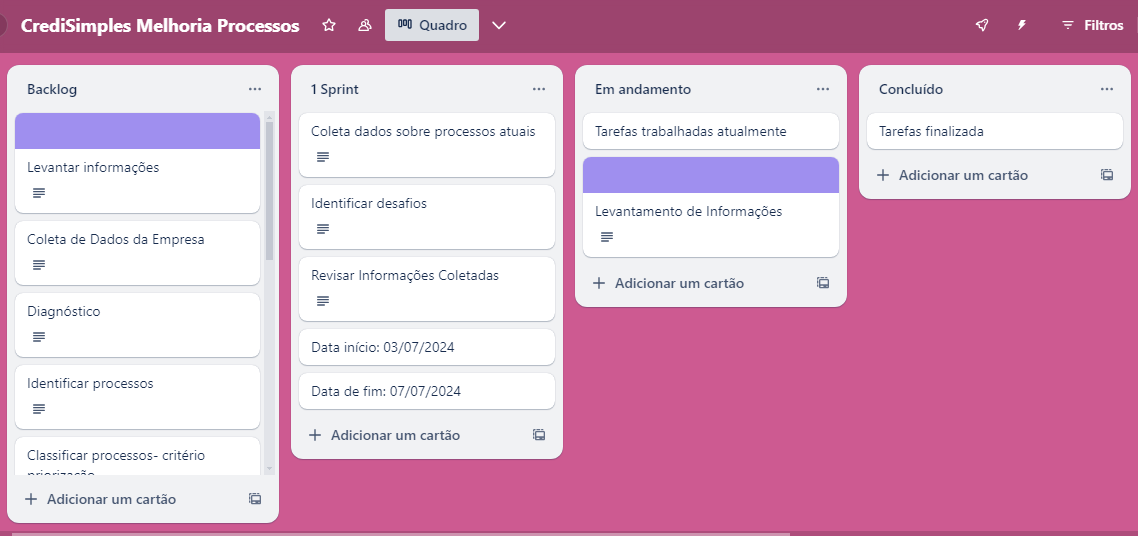 CrediSimples Melhoria Processos
Quadro
Filtros
Backlog
Levantar informações
Coleta de Dados da Empresa
Diagnóstico
Identificar processos
Classificar processos- critério
priorização
Adicionar um cartão
1 Sprint
Coleta dados sobre processos atuais
Identificar desafios
Revisar Informações Coletadas
Data início: 03/07/2024
Data de fim: 07/07/2024
Adicionar um cartão
Em andamento
Tarefas trabalhadas atualmente
Levantamento de Informações
Adicionar um cartão
Concluído
Tarefas finalizada
Adicionar um cartão